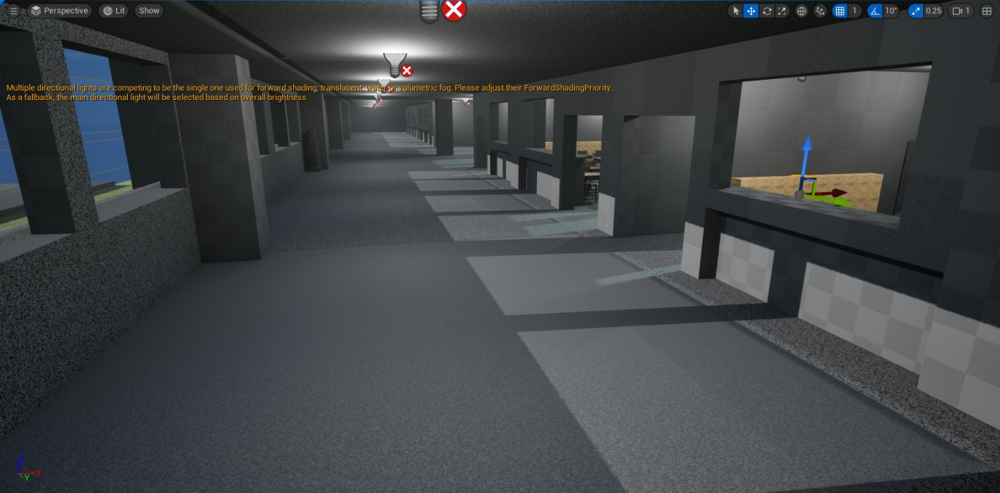 Perspective
Lit
Show
1
10°
0.25
1
Multiple directional lights are competing to be the single one used for forward shading, translucent, water or volumetric fog. Please adjust their ForwardShadingPriority.
As a fallback, the main directional light will be selected based on overall brightness.
X
Y